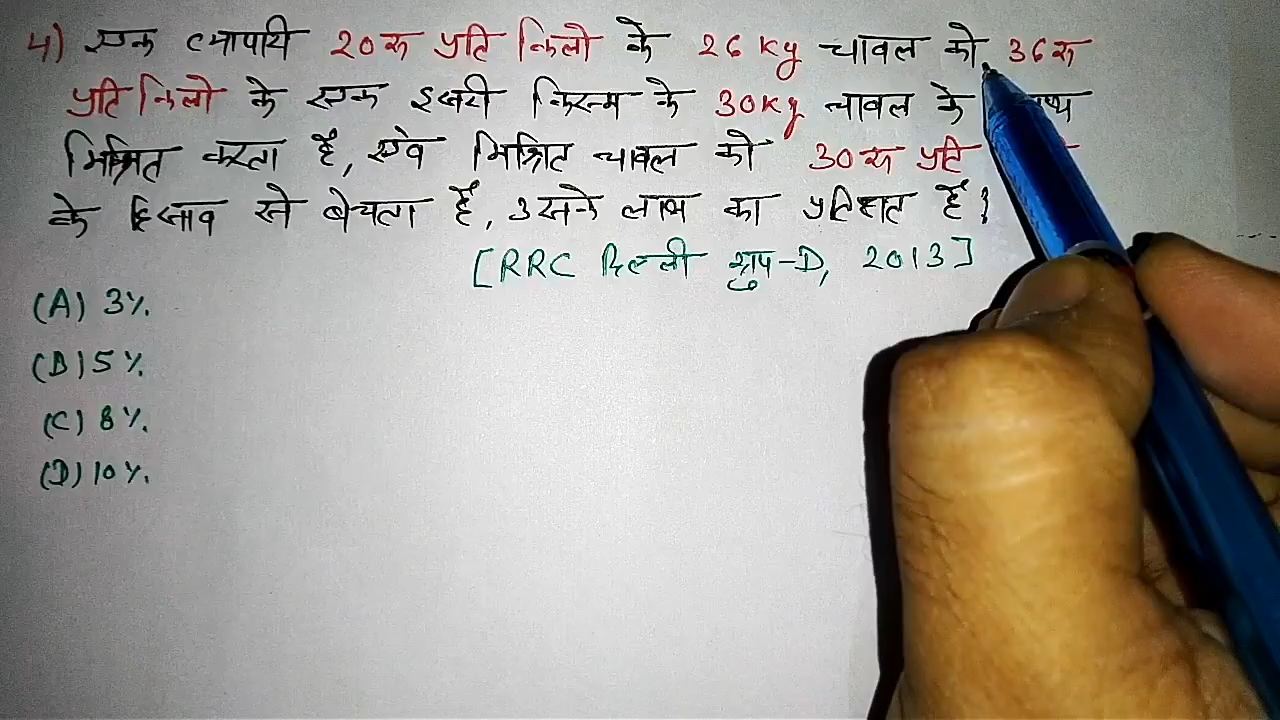 4) एक व्यापारी 20रू प्रति किलो के 26 Kg चावल को 36रू
प्रति किलो के एक दूसरी किस्म के 30Kg चावल के
मिश्रित करता है, एवं मिश्रित चावल को 30रू प्रति
के हिसाब से बेचता है, उसके लाभ का प्रतिशत है?
[RRC दिल्ली ग्रुप-D, 2013]
(A) 3%.
(B) 5%.
(C) 8%.
(D) 10%.